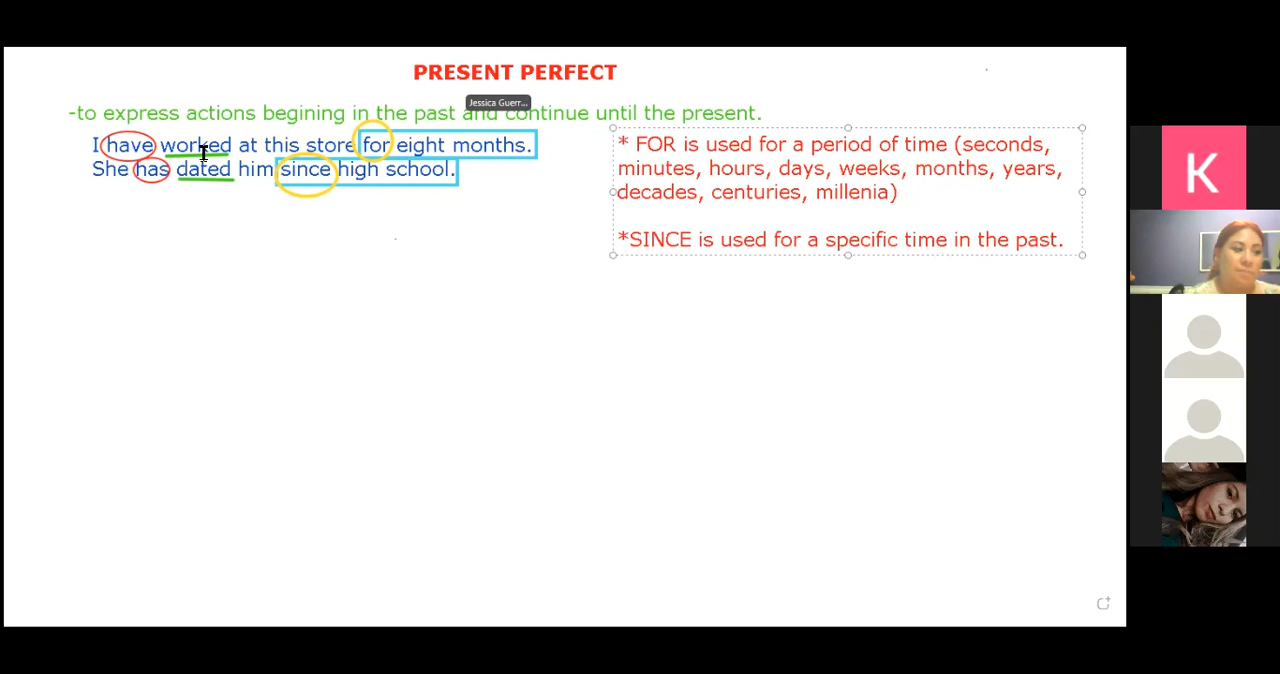 PRESENT PERFECT
Jessica Guerr...
-to express actions begining in the past and continue until the present.
I have worked at this store for eight months.
She has dated him since high school.
* FOR is used for a period of time (seconds,
minutes, hours, days, weeks, months, years,
decades, centuries, millenia)
*SINCE is used for a specific time in the past.
K